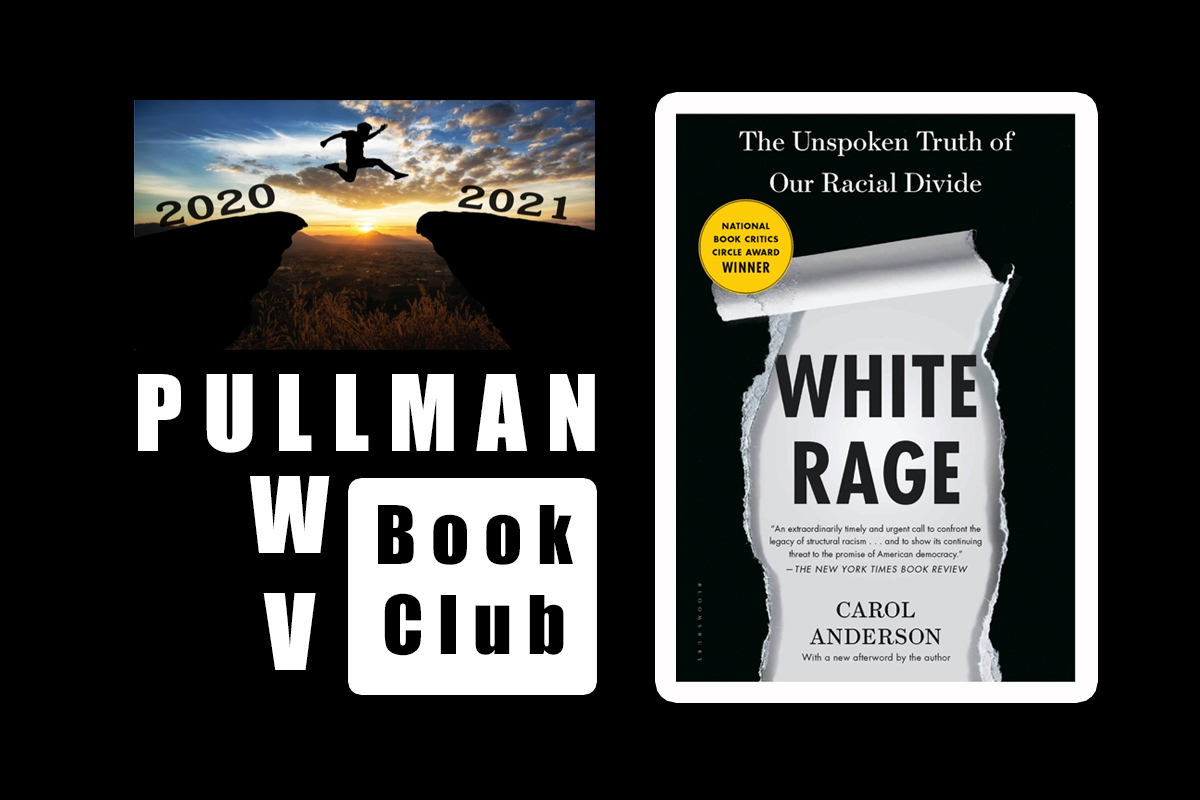 2020
2021
PULLMAN
W
V
Book
Club
The Unspoken Truth of
Our Racial Divide
NATIONAL
BOOK CRITICS
CIRCLE AWARD
WINNER
WHITE
RAGE
“An extraordinarily timely and urgent call to confront the
legacy of structural racism . . . and to show its continuing
threat to the promise of American democracy.”
—THE NEW YORK TIMES BOOK REVIEW
CAROL
ANDERSON
With a new afterword by the author
BLOOMSBURY